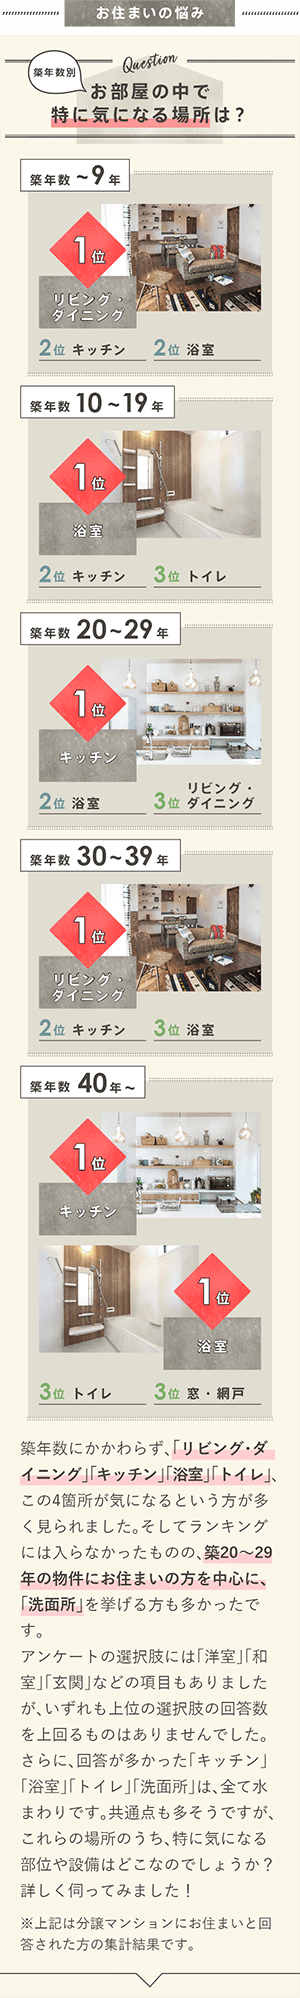 お住まいの悩み
築年数別
Question
お部屋の中で
特に気になる場所は？
築年数 ~9 年
1位
リビング・
ダイニング
2位 キッチン 2位 浴室
築年数 10~19 年
1位
浴室
2位 キッチン 3位 トイレ
築年数 20~29 年
1位
キッチン
2位 浴室 3位 リビング・
ダイニング
築年数 30~39 年
1位
リビング・
ダイニング
2位 キッチン 3位 浴室
築年数 40年~
1位
キッチン
1位
浴室
3位 トイレ 3位 窓・網戸
築年数にかかわらず､｢リビング･ダ
イニング｣｢キッチン｣｢浴室｣｢トイレ｣､
この4箇所が気になるという方が多
く見られました｡そしてランキング
には入らなかったものの､築20〜29
年の物件にお住まいの方を中心に､
｢洗面所｣を挙げる方も多かったで
す｡
アンケートの選択肢には｢洋室｣｢和
室｣｢玄関｣などの項目もありました
が､いずれも上位の選択肢の回答数
を上回るものはありませんでした｡
さらに､回答が多かった｢キッチン｣
｢浴室｣｢トイレ｣｢洗面所｣は､全て水
まわりです｡共通点も多そうですが､
これらの場所のうち､特に気になる
部位や設備はどこなのでしょうか？
詳しく伺ってみました！
※上記は分譲マンションにお住まいと回
答された方の集計結果です。